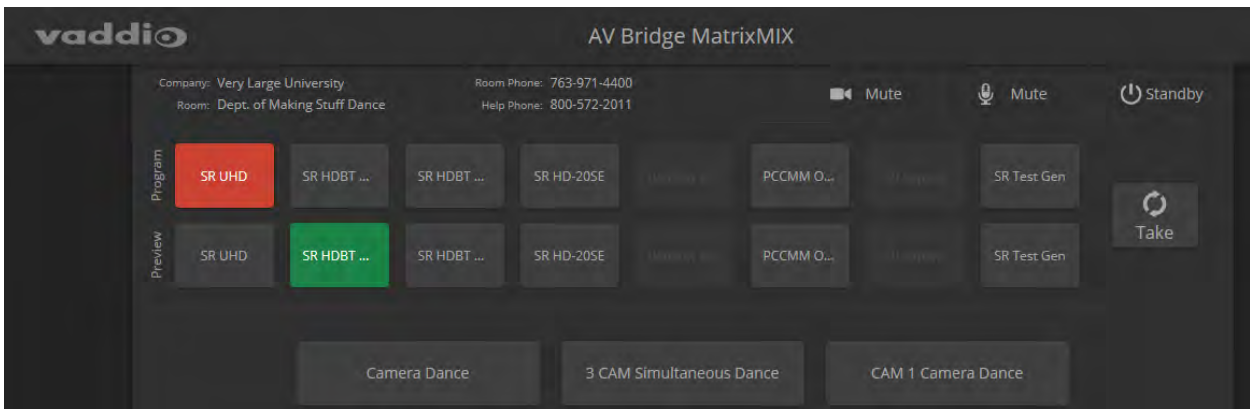 vaddio
AV Bridge MatrixMIX
Company: Very Large University
Room: Dept. of Making Stuff Dance
Room Phone: 763-971-4400
Help Phone: 800-572-2011
Mute
Mute
Standby
Program
SR UHD
SR HDBT ...
SR HDBT ...
SR HD-20SE
PCCMM O...
SR Test Gen
Take
Preview
SR UHD
SR HDBT ...
SR HDBT ...
SR HD-20SE
PCCMM O...
SR Test Gen
Camera Dance
3 CAM Simultaneous Dance
CAM 1 Camera Dance